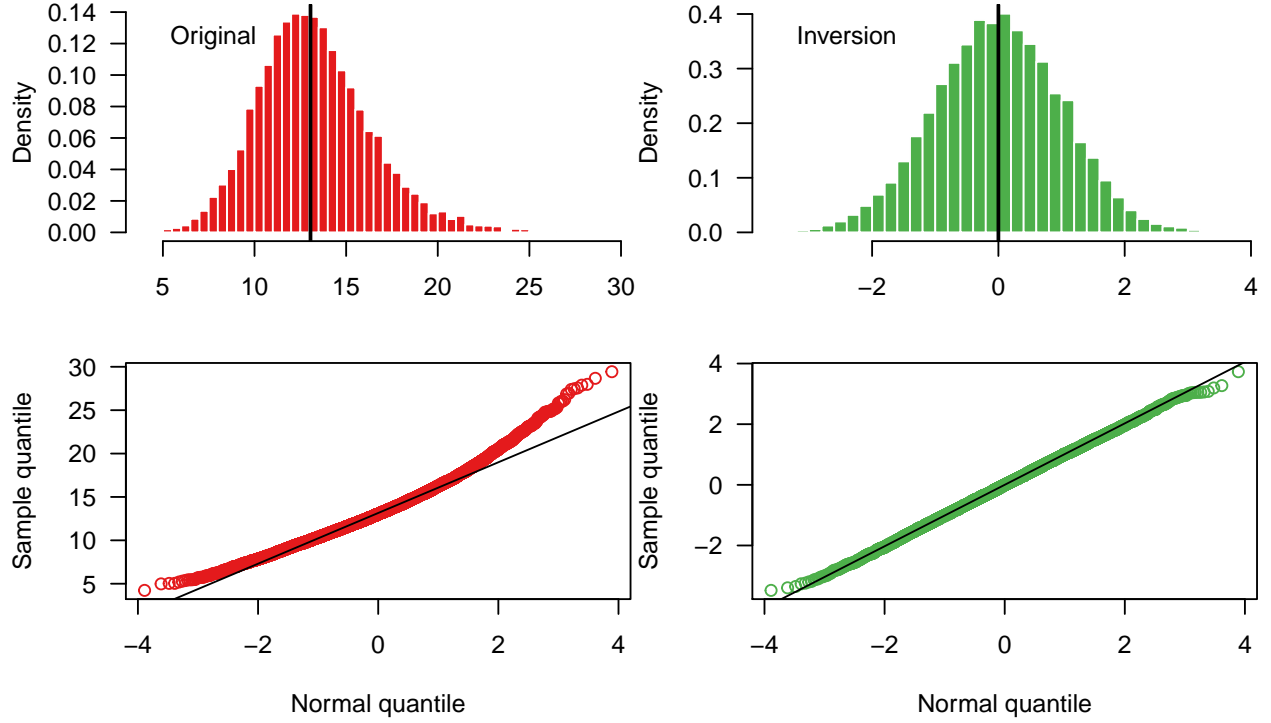 Original
Density
0.14
0.12
0.10
0.08
0.06
0.04
0.02
0.00
5 10 15 20 25 30
Inversion
Density
0.4
0.3
0.2
0.1
0.0
−2 0 2 4
Sample quantile
30
25
20
15
10
5
−4 −2 0 2 4
Normal quantile
Sample quantile
4
2
0
−2
−4 −2 0 2 4
Normal quantile